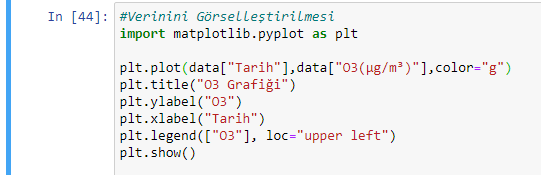 In [44]: #Verinini Görselleştirilmesi
import matplotlib.pyplot as plt
plt.plot(data["Tarih"],data["O3(µg/m³)"],color="g")
plt.title("O3 Grafiği")
plt.ylabel("O3")
plt.xlabel("Tarih")
plt.legend(["O3"], loc="upper left")
plt.show()